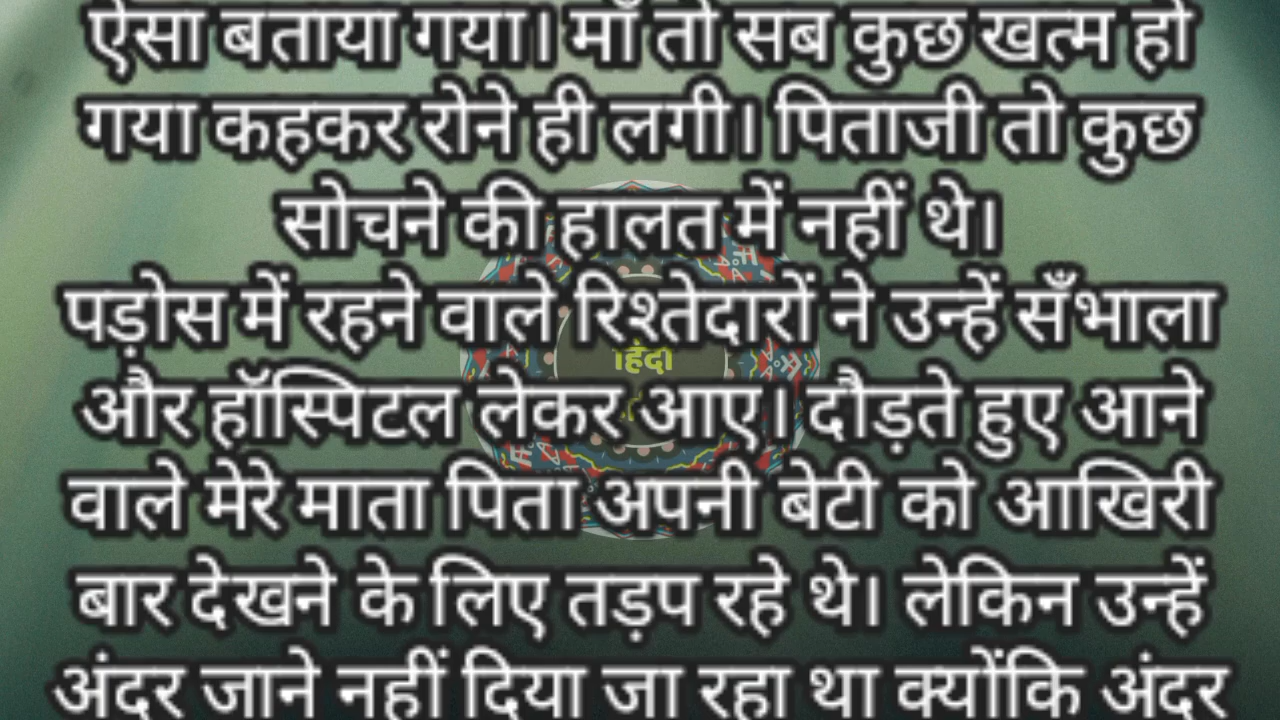 ऐसा बताया गया। माँ तो सब कुछ खत्म हो
गया कहकर रोने ही लगी। पिताजी तो कुछ
सोचने की हालत में नहीं थे।
पड़ोस में रहने वाले रिश्तेदारों ने उन्हें सँभाला
हिंदी
और हॉस्पिटल लेकर आए। दौड़ते हुए आने
वाले मेरे माता पिता अपनी बेटी को आखिरी
बार देखने के लिए तड़प रहे थे। लेकिन उन्हें
अंदर जाने नहीं दिया जा रहा था क्योंकि अंदर